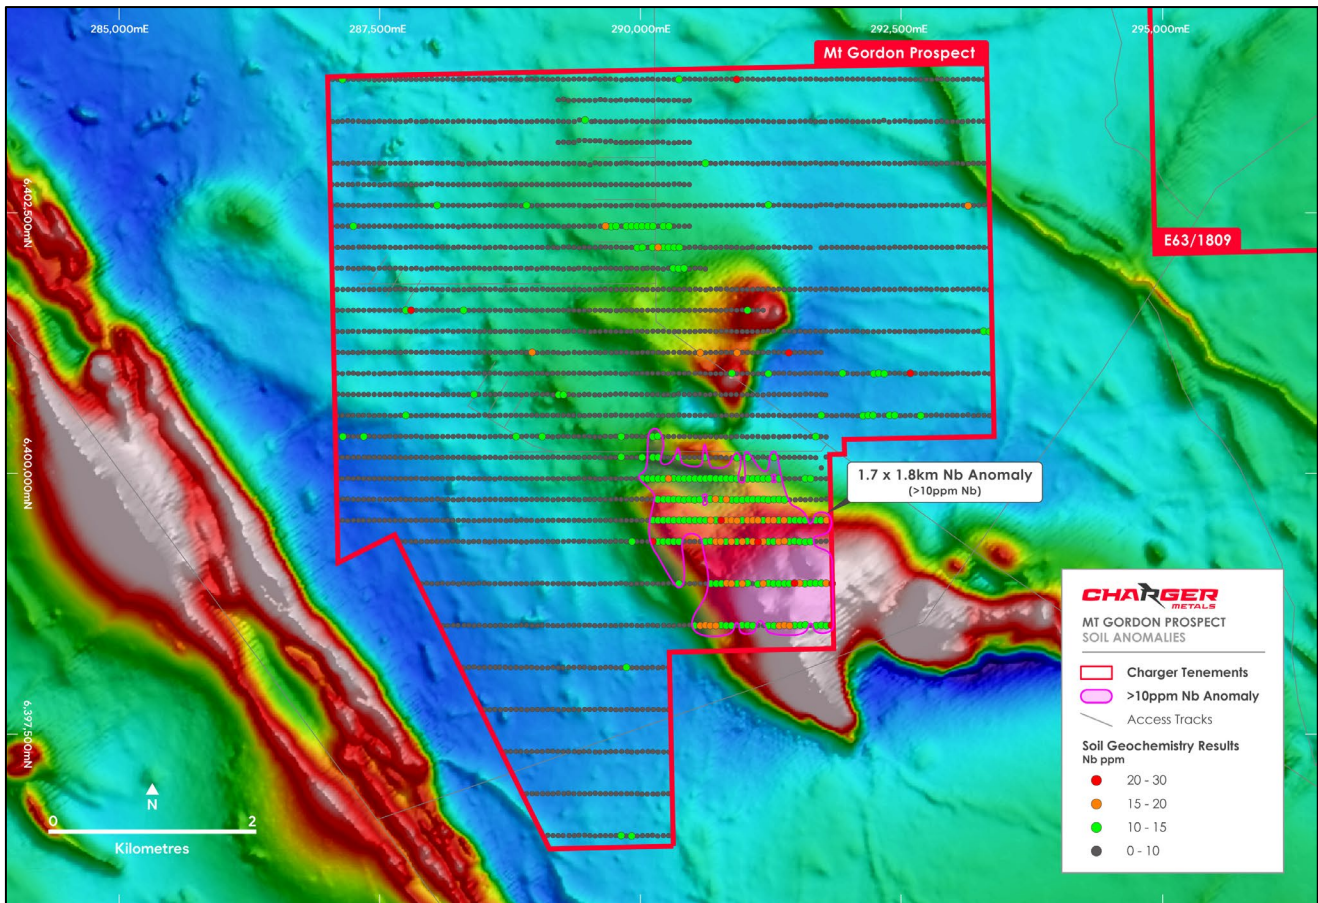 285,000mE
287,500mE
290,000mE
292,500mE
295,000mE
Mt Gordon Prospect
E63/1809
6,402,500mN
6,400,000mN
6,397,500mN
1.7 x 1.8km Nb Anomaly
(>10ppm Nb)
N
0 2
Kilometres
CHARGER
METALS
MT GORDON PROSPECT
SOIL ANOMALIES
Charger Tenements
>10ppm Nb Anomaly
Access Tracks
Soil Geochemistry Results
Nb ppm
20 - 30
15 - 20
10 - 15
0 - 10